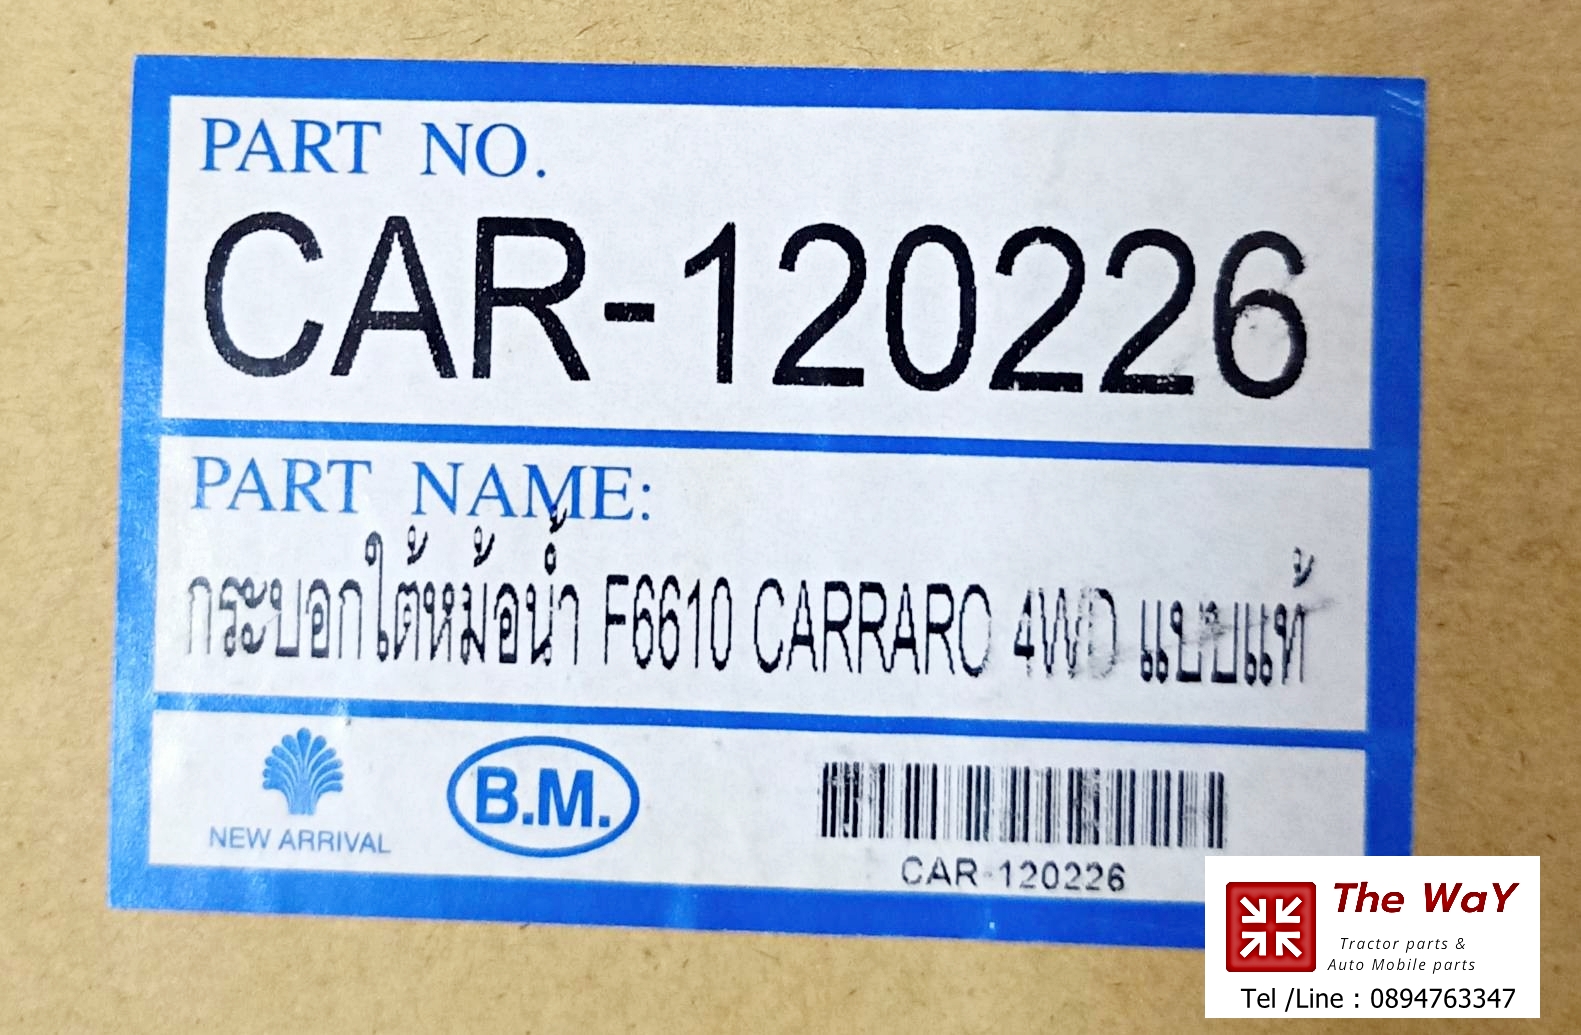 PART NO.
CAR-120226
PART NAME:
กระบอกใต้หม้อน้ำ F6610 CARRARO 4WD แบบแท้
NEW ARRIVAL
B.M.
CAR-120226
The WaY
Tractor parts &
Auto Mobile parts
Tel /Line : 0894763347